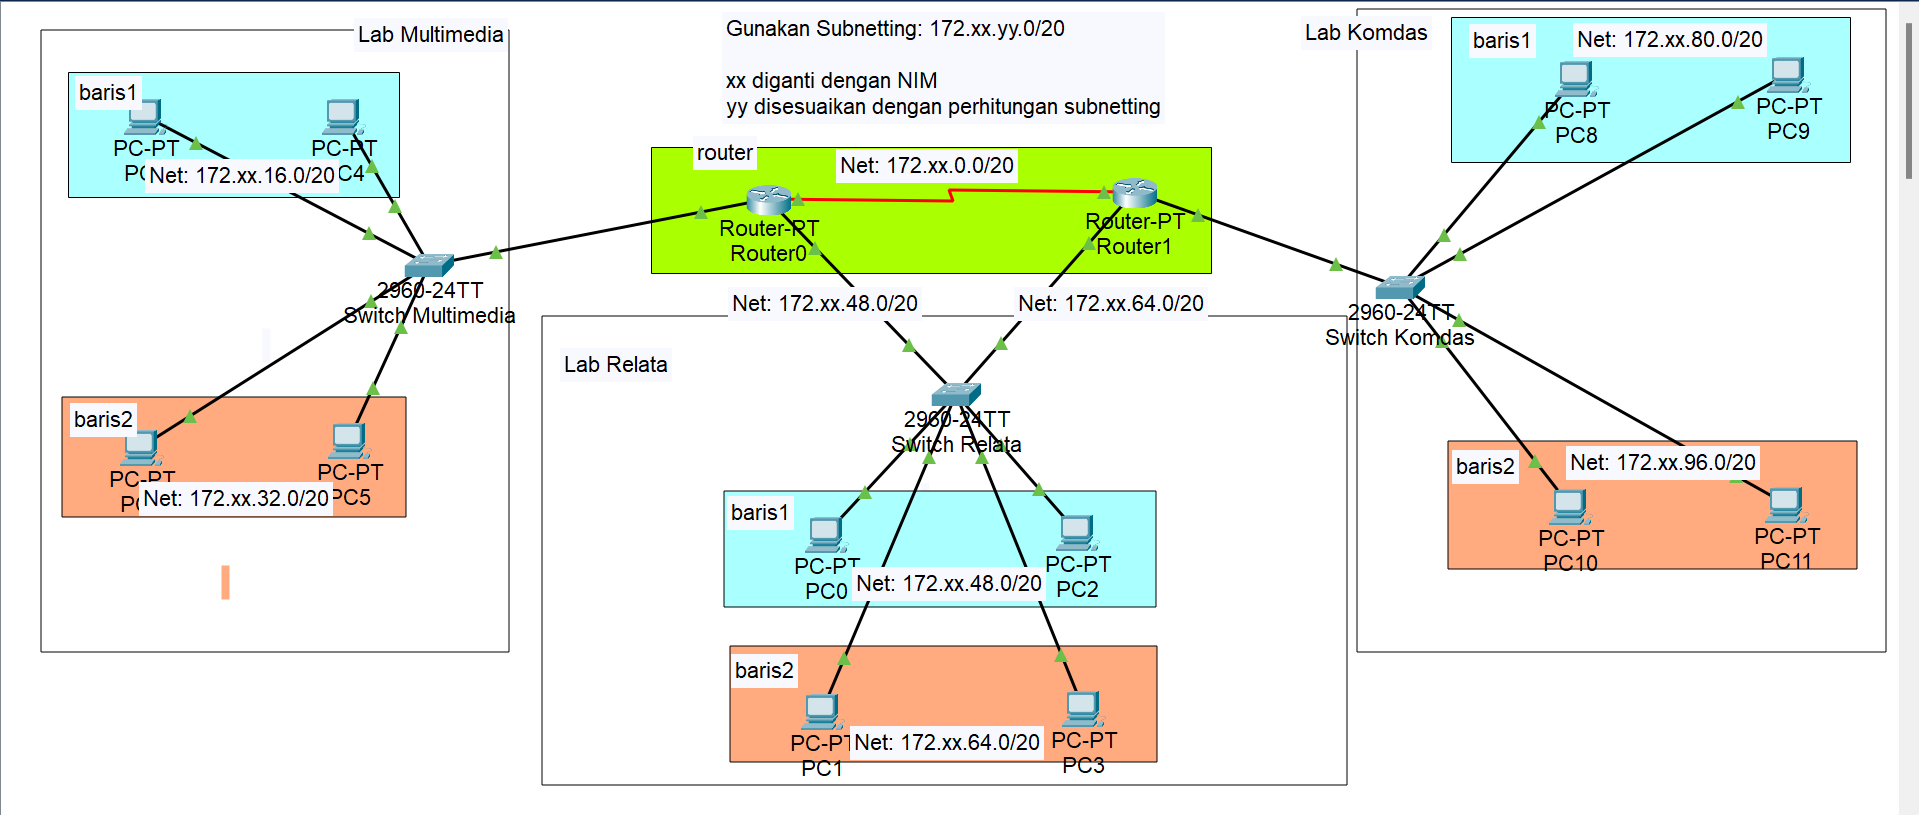 Lab Multimedia
baris1
PC-PT
PC-PT
C4
Net: 172.xx.16.0/20
2960-24TT
Switch Multimedia
baris2
PC-PT
PC-PT
PC5
Net: 172.xx.32.0/20
Gunakan Subnetting: 172.xx.yy.0/20
xx diganti dengan NIM
yy disesuaikan dengan perhitungan subnetting
router
Net: 172.xx.0.0/20
Router-PT
Router0
Router-PT
Router1
Net: 172.xx.48.0/20
Net: 172.xx.64.0/20
Lab Relata
2960-24TT
Switch Relata
baris1
PC-PT
PC0
Net: 172.xx.48.0/20
PC-PT
PC2
baris2
PC-PT
PC1
Net: 172.xx.64.0/20
PC-PT
PC3
Lab Komdas
baris1
Net: 172.xx.80.0/20
PC-PT
PC8
PC-PT
PC9
2960-24TT
Switch Komdas
baris2
Net: 172.xx.96.0/20
PC-PT
PC10
PC-PT
PC11